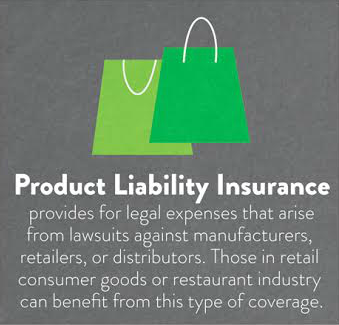 Product Liability Insurance
provides for legal expenses that arise
from lawsuits against manufacturers,
retailers, or distributors. Those in retail
consumer goods or restaurant industry
can benefit from this type of coverage.